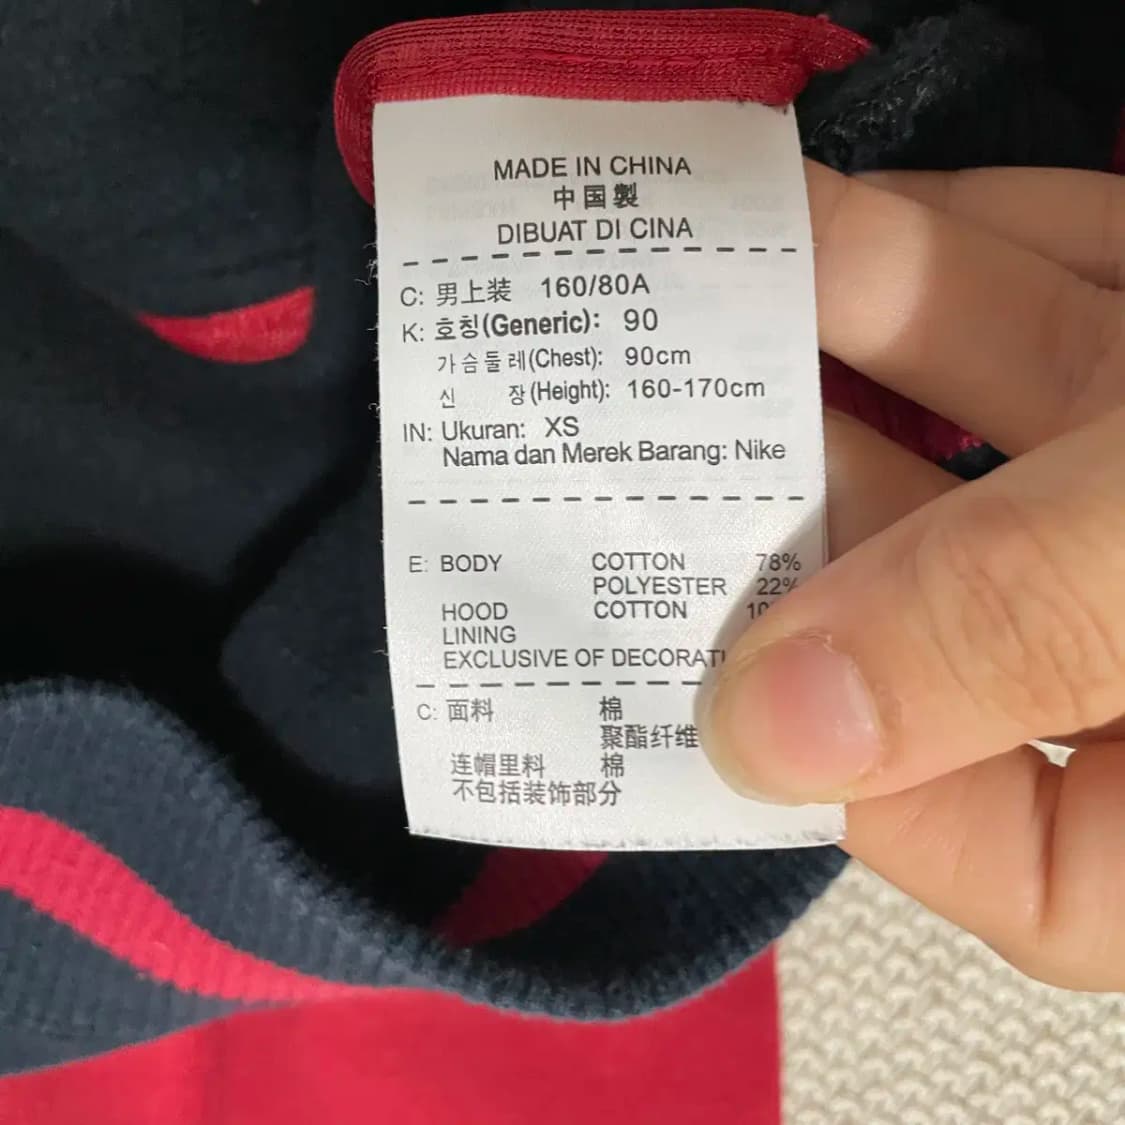 MADE IN CHINA
中国製
DIBUAT DI CINA
C: 男上装 160/80A
K: 호칭(Generic): 90
가슴둘레(Chest): 90cm
신 장(Height): 160-170cm
IN: Ukuran: XS
Nama dan Merek Barang: Nike
E: BODY COTTON 78%
POLYESTER 22%
HOOD COTTON
LINING
EXCLUSIVE OF
C: 面料 棉
聚酯纤维
连帽里料 棉
不包括装饰部分